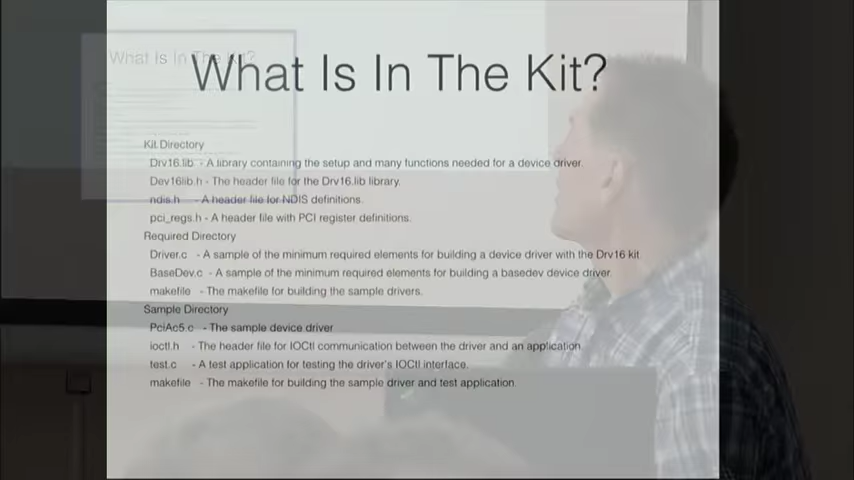 What Is In The Kit?
What Is In The Kit?
Kit Directory
Drv16.lib - A library containing the setup and many functions needed for a device driver.
Dev16lib.h - The header file for the Drv16.lib library.
ndis.h - A header file for NDIS definitions.
pci_regs.h - A header file with PCI register definitions.
Required Directory
Driver.c - A sample of the minimum required elements for building a device driver with the Drv16 kit.
BaseDev.c - A sample of the minimum required elements for building a basedev device driver.
makefile - The makefile for building the sample drivers.
Sample Directory
PciAc5.c - The sample device driver
ioctl.h - The header file for IOCtl communication between the driver and an application.
test.c - A test application for testing the driver's IOCtl interface.
makefile - The makefile for building the sample driver and test application.